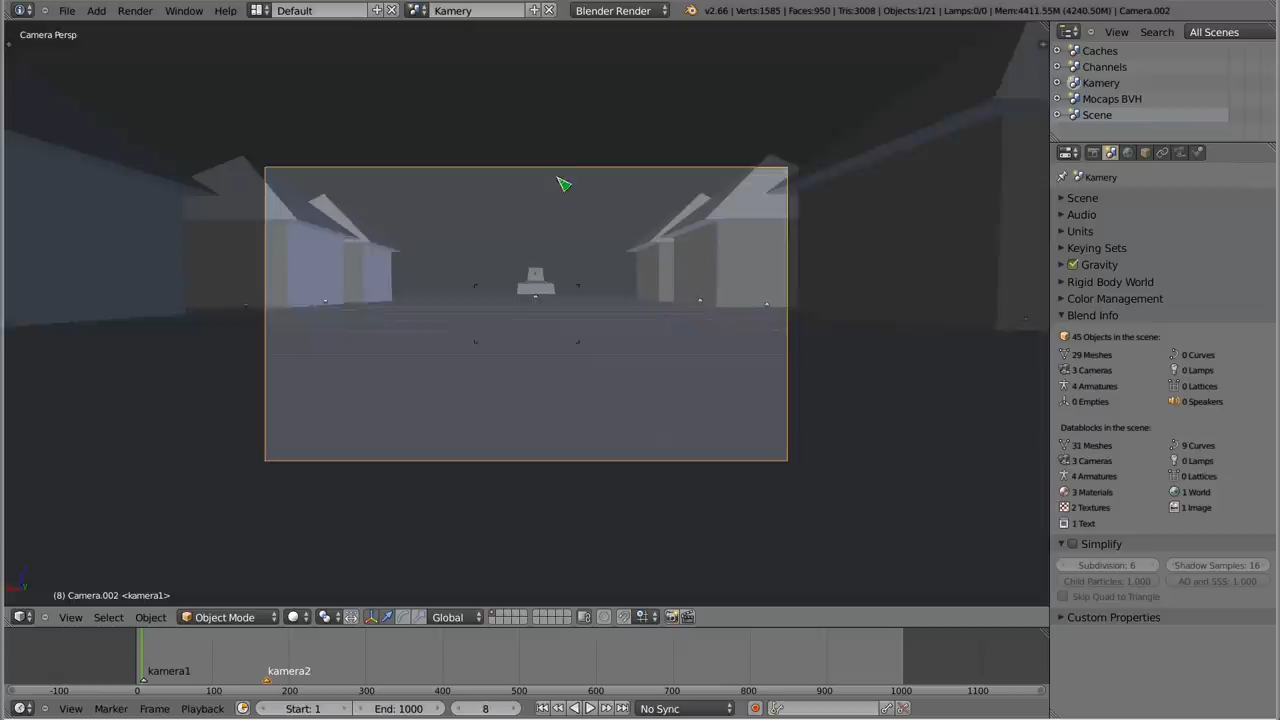 File Add Render Window Help Default Kamery Blender Render v2.66 | Verts:1585 | Faces:950 | Tris:3008 | Objects:1/21 | Lamps:0/0 | Mem:4411.55M (4240.50M) | Camera.002
Camera Persp
View Search All Scenes
Caches
Channels
Kamery
Mocaps BVH
Scene
Kamery
Scene
Audio
Units
Keying Sets
Gravity
Rigid Body World
Color Management
Blend Info
45 Objects in the scene:
29 Meshes 0 Curves
3 Cameras 0 Lamps
4 Armatures 0 Lattices
0 Empties 0 Speakers
Datablocks in the scene:
31 Meshes 9 Curves
3 Cameras 0 Lamps
4 Armatures 0 Lattices
3 Materials 1 World
2 Textures 1 Image
1 Text
Simplify
Subdivision: 6 Shadow Samples: 16
Child Particles: 1.000 AO and SSS: 1.000
Skip Quad to Triangle
Custom Properties
(8) Camera.002 <kamera1>
View Select Object Object Mode Global
kamera1 kamera2
-100 0 100 200 300 400 500 600 700 800 900 1000 1100
View Marker Frame Playback Start: 1 End: 1000 8 No Sync